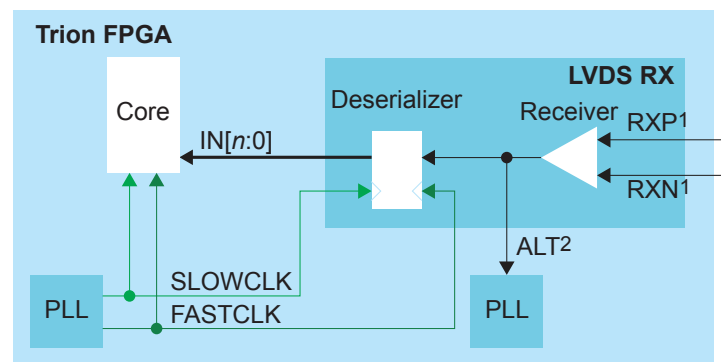 Trion FPGA
LVDS RX
Deserializer
Core
Receiver
RXP1
IN[n:0]
RXN1
ALT2
SLOWCLK
PLL
FASTCLK
PLL